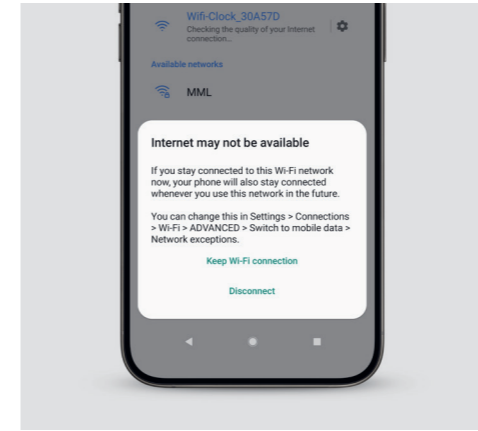 Wifi-Clock_30A57D
Checking the quality of your Internet
connection...
Available networks
MML
Internet may not be available
If you stay connected to this Wi-Fi network
now, your phone will also stay connected
whenever you use this network in the future.
You can change this in Settings > Connections
> Wi-Fi > ADVANCED > Switch to mobile data >
Network exceptions.
Keep Wi-Fi connection
Disconnect